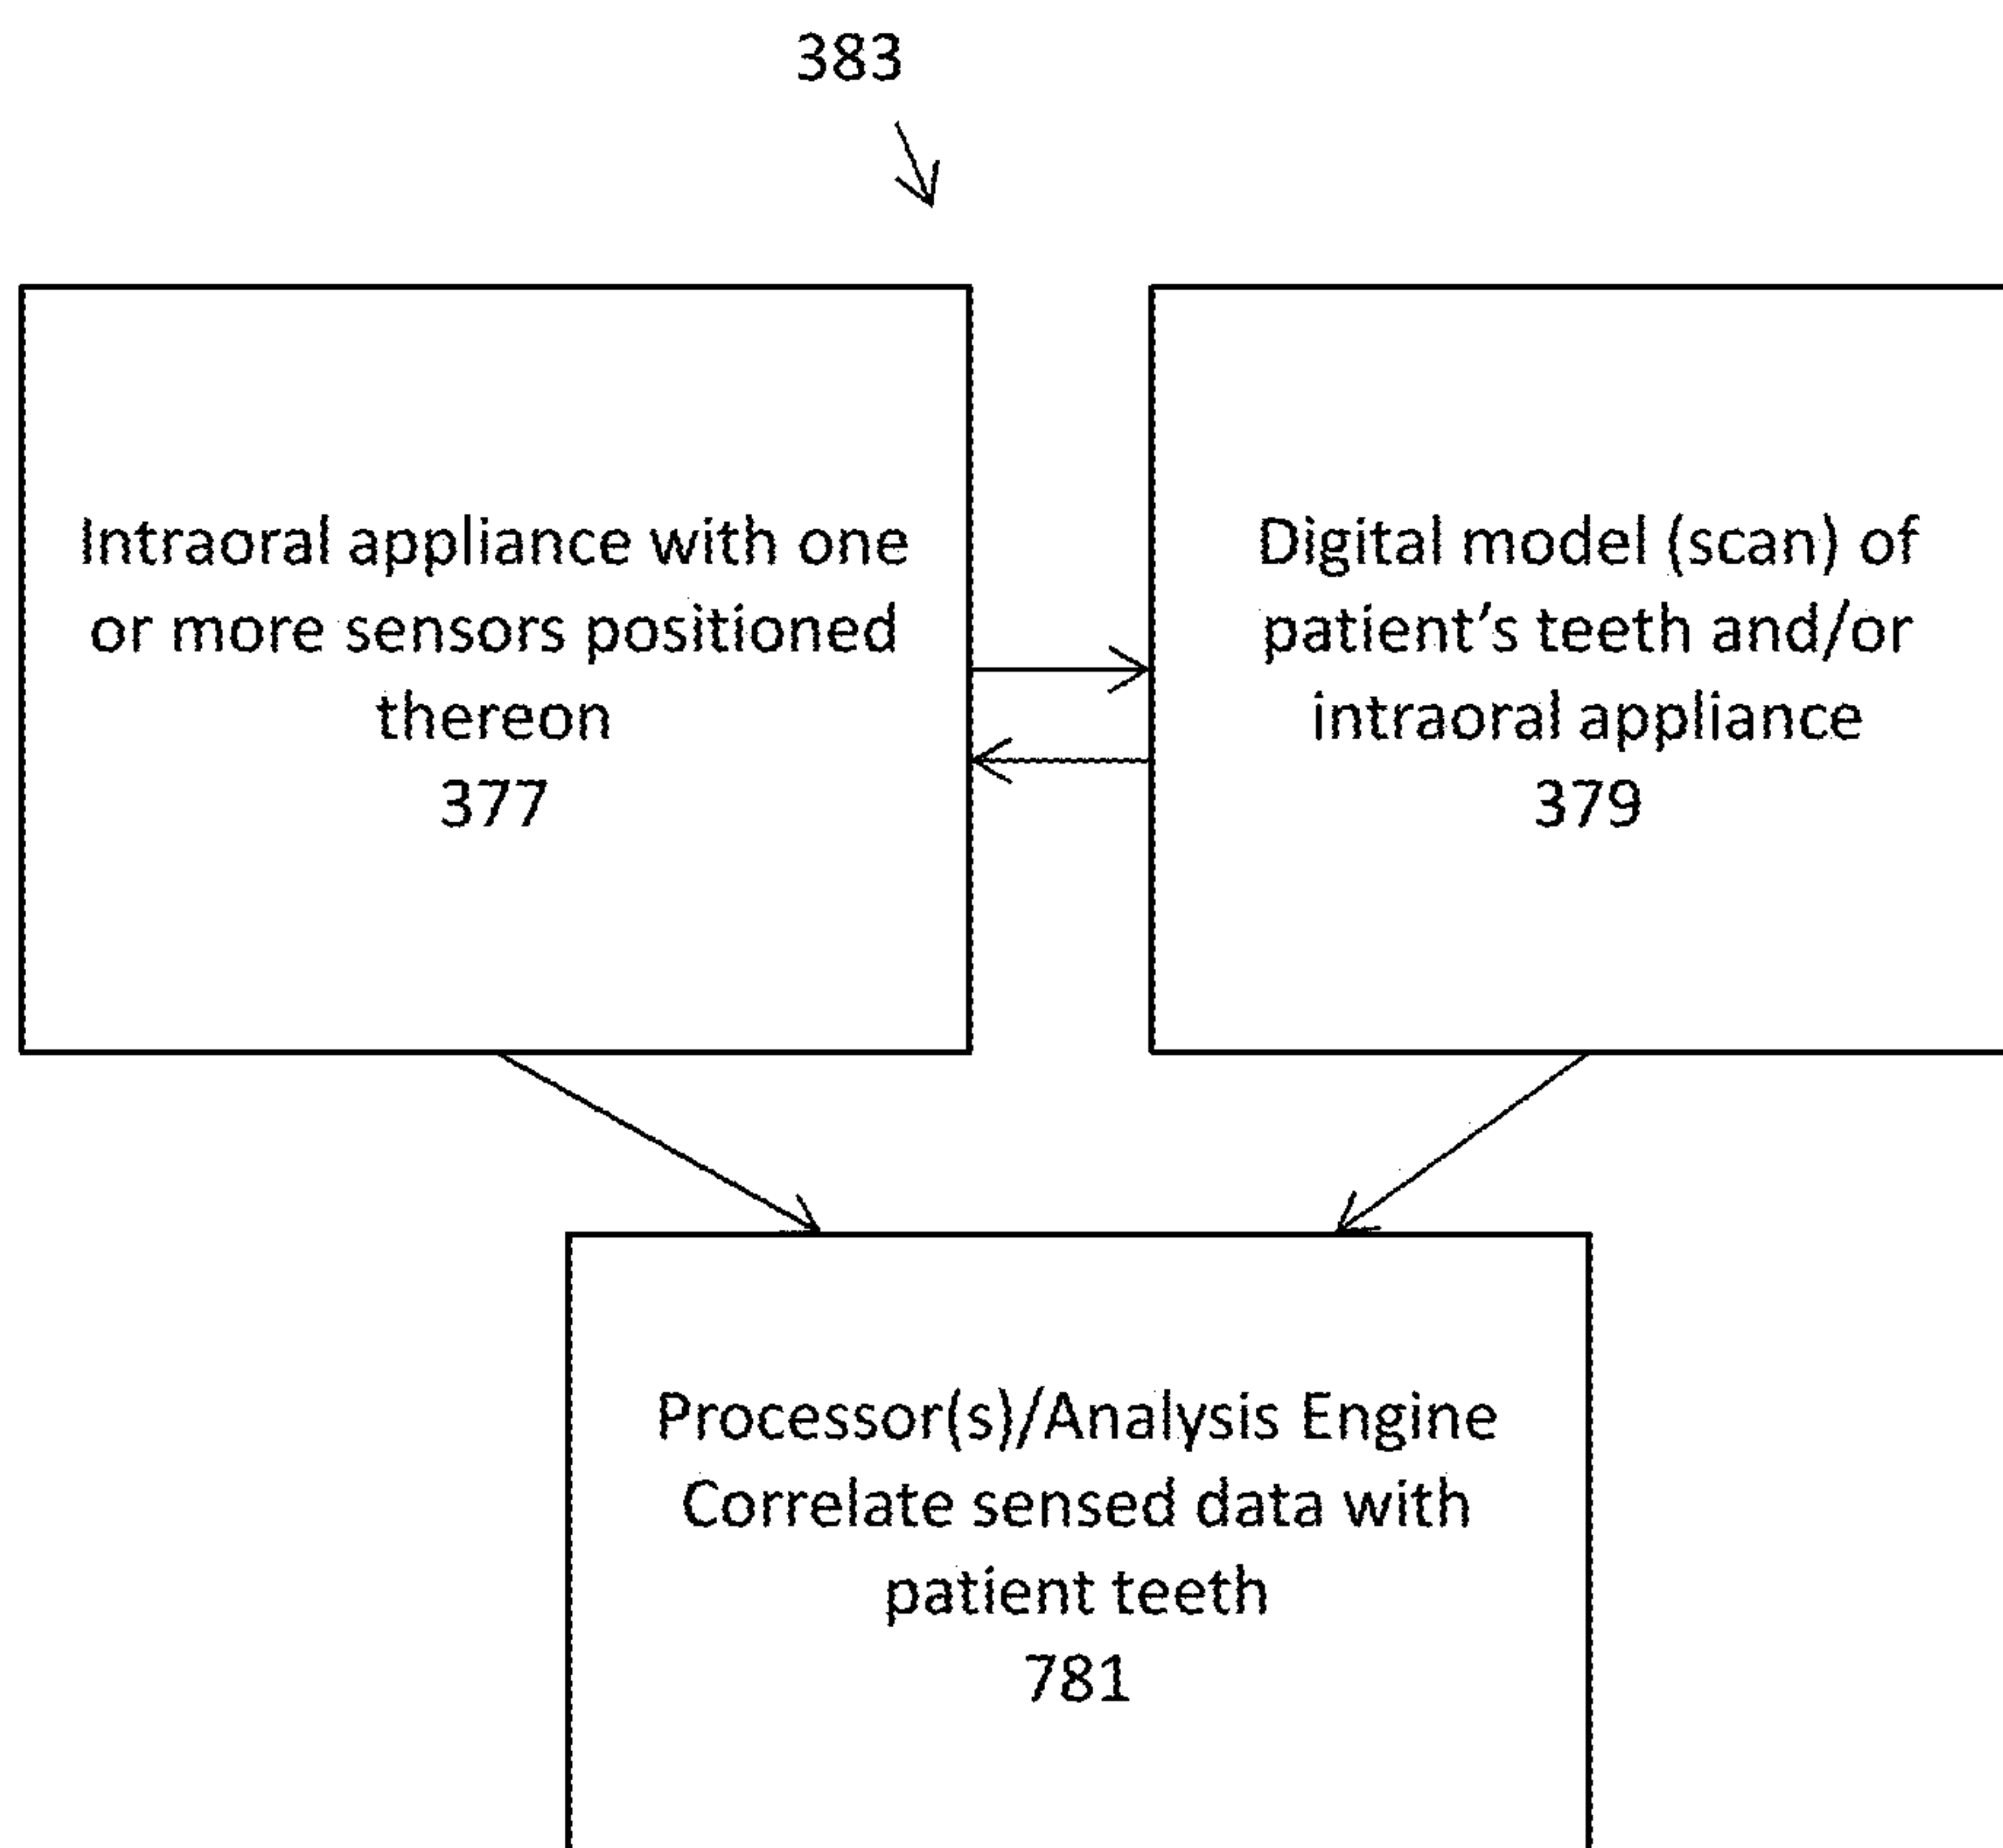 383
Intraoral appliance with one
or more sensors positioned
thereon
377
Digital model (scan) of
patient's teeth and/or
intraoral appliance
379
Processor(s)/Analysis Engine
Correlate sensed data with
patient teeth
781